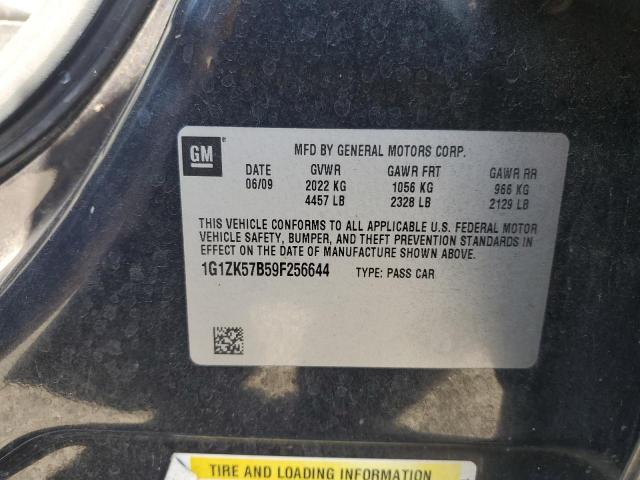 GM
MFD BY GENERAL MOTORS CORP.
DATE GVWR GAWR FRT GAWR RR
06/09 2022 KG 1056 KG 966 KG
4457 LB 2328 LB 2129 LB
THIS VEHICLE CONFORMS TO ALL APPLICABLE U.S. FEDERAL MOTOR
VEHICLE SAFETY, BUMPER, AND THEFT PREVENTION STANDARDS IN
EFFECT ON THE DATE OF MANUFACTURE SHOWN ABOVE.
1G1ZK57B59F256644 TYPE: PASS CAR
TIRE AND LOADING INFORMATION